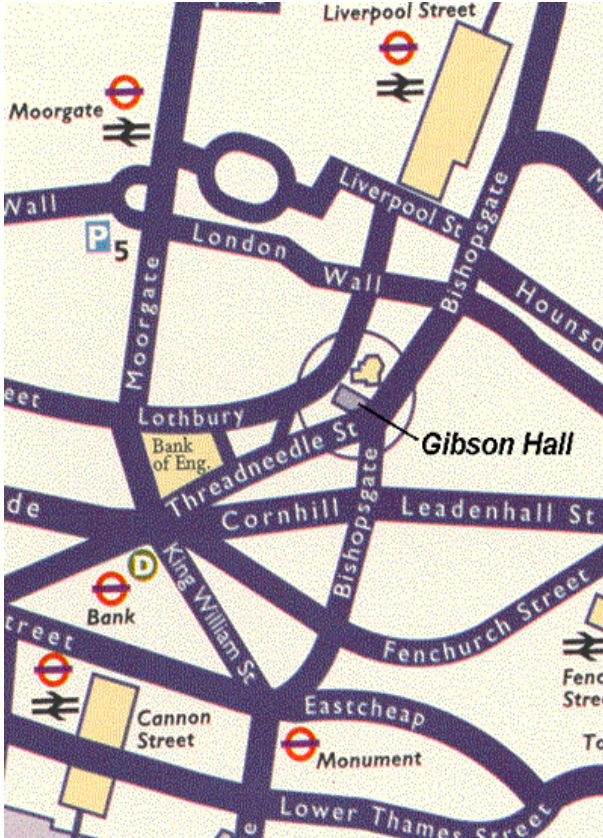 Liverpool Street
Moorgate
Liverpool St
Wall
P
5
London
Wall
Bishopsgate
Hounsd
M
Moorgate
eet
Lothbury
Gibson Hall
Bank
of Eng.
Threadneedle St
de
Cornhill
Leadenhall St
Bishopsgate
D
King William St
Bank
Fenchurch Street
treet
Fenc
Stree
Eastcheap
Cannon
Street
Monument
To
Lower Thames Street
e